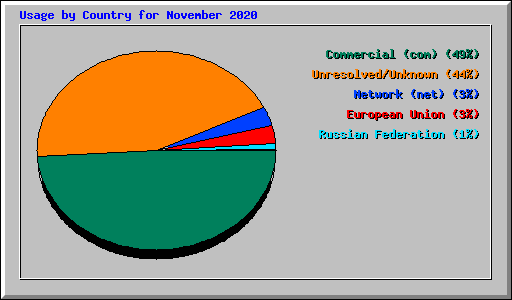 Usage by Country for November 2020
Commercial (com) (49%)
Unresolved/Unknown (44%)
Network (net) (3%)
European Union (3%)
Russian Federation (1%)